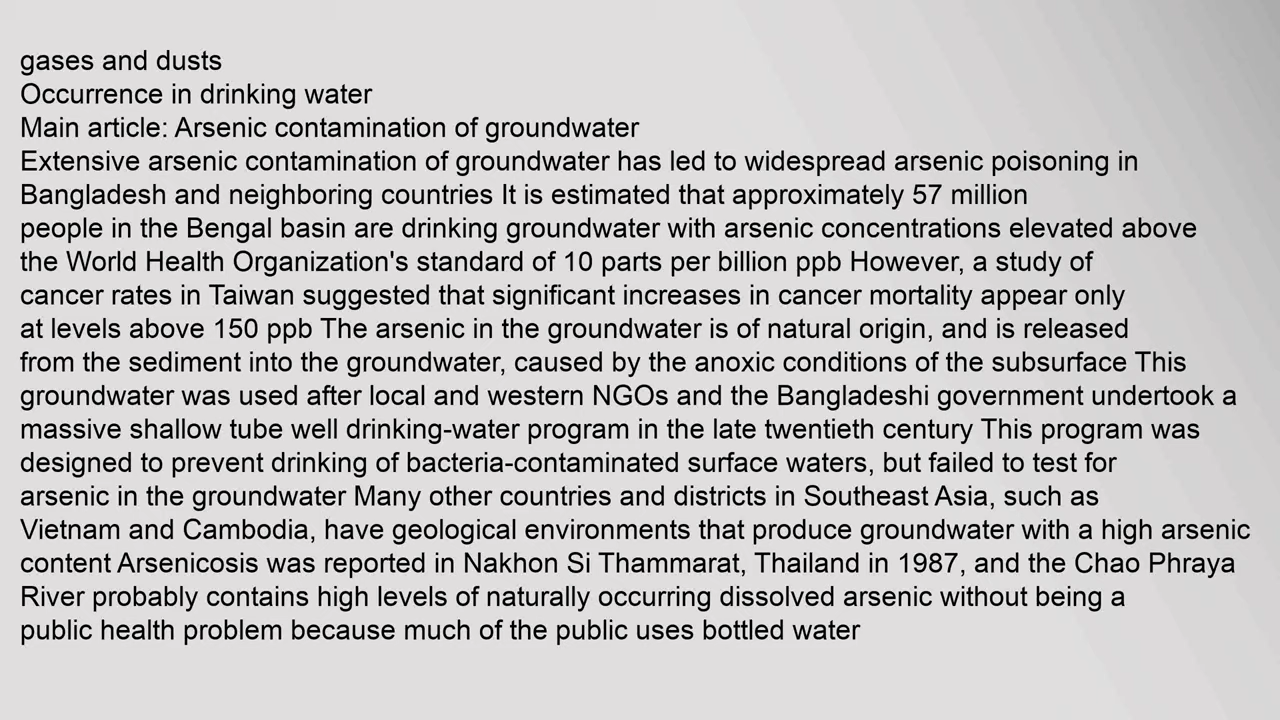 gases and dusts
Occurrence in drinking water
Main article: Arsenic contamination of groundwater
Extensive arsenic contamination of groundwater has led to widespread arsenic poisoning in
Bangladesh and neighboring countries It is estimated that approximately 57 million
people in the Bengal basin are drinking groundwater with arsenic concentrations elevated above
the World Health Organization's standard of 10 parts per billion ppb However, a study of
cancer rates in Taiwan suggested that significant increases in cancer mortality appear only
at levels above 150 ppb The arsenic in the groundwater is of natural origin, and is released
from the sediment into the groundwater, caused by the anoxic conditions of the subsurface This
groundwater was used after local and western NGOs and the Bangladeshi government undertook a
massive shallow tube well drinking-water program in the late twentieth century This program was
designed to prevent drinking of bacteria-contaminated surface waters, but failed to test for
arsenic in the groundwater Many other countries and districts in Southeast Asia, such as
Vietnam and Cambodia, have geological environments that produce groundwater with a high arsenic
content Arsenicosis was reported in Nakhon Si Thammarat, Thailand in 1987, and the Chao Phraya
River probably contains high levels of naturally occurring dissolved arsenic without being a
public health problem because much of the public uses bottled water